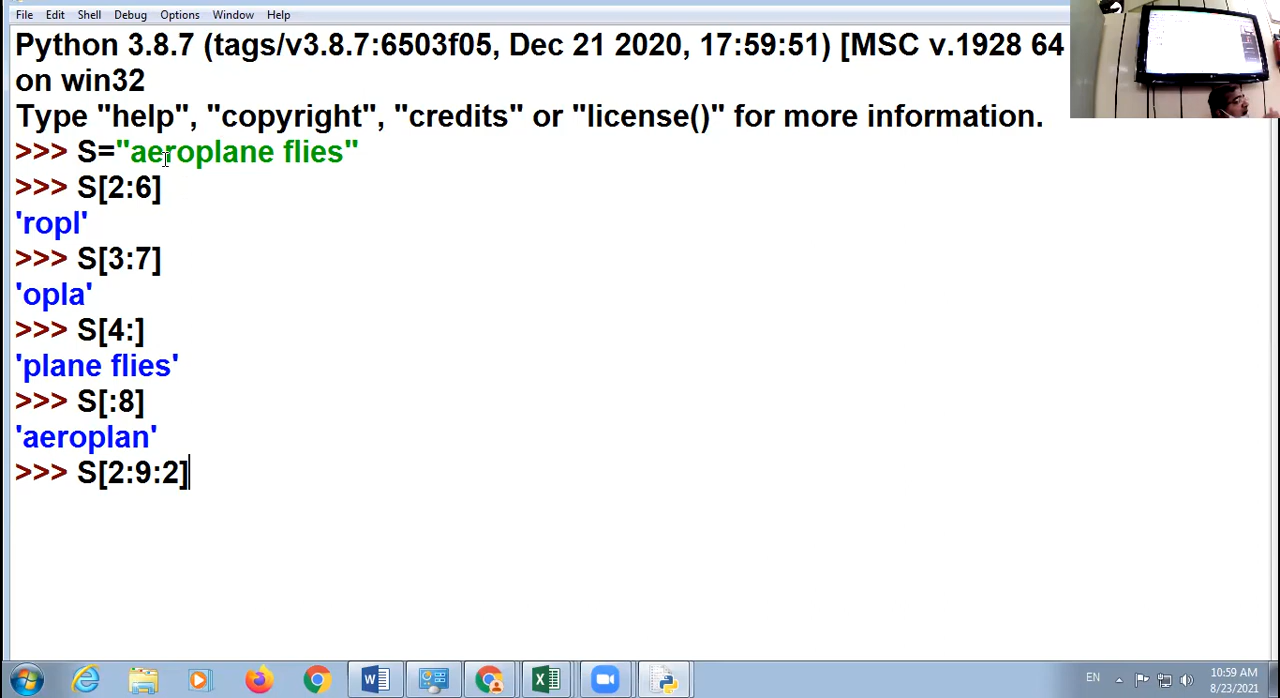 File Edit Shell Debug Options Window Help
Python 3.8.7 (tags/v3.8.7:6503f05, Dec 21 2020, 17:59:51) [MSC v.1928 64
on win32
Type "help", "copyright", "credits" or "license()" for more information.
>>> S="aeroplane flies"
>>> S[2:6]
'ropl'
>>> S[3:7]
'opla'
>>> S[4:]
'plane flies'
>>> S[:8]
'aeroplan'
>>> S[2:9:2]
EN
10:59 AM
8/23/2021